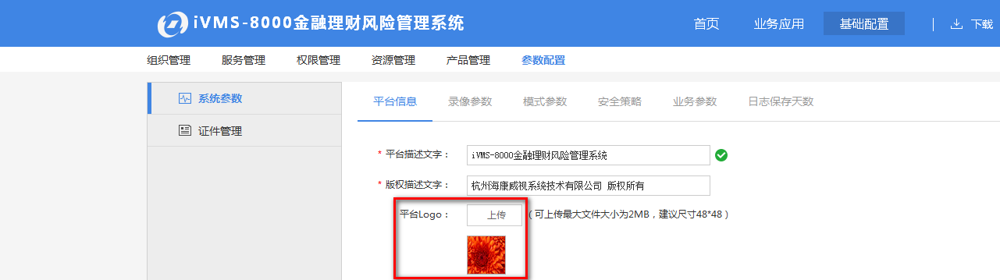 iVMS-8000金融理财风险管理系统
首页 业务应用 基础配置 下载
组织管理 服务管理 权限管理 资源管理 产品管理 参数配置
系统参数
证件管理
平台信息 录像参数 模式参数 安全策略 业务参数 日志保存天数
* 平台描述文字： iVMS-8000金融理财风险管理系统
* 版权描述文字： 杭州海康威视系统技术有限公司 版权所有
平台Logo： 上传 （可上传最大文件大小为2MB，建议尺寸48*48）